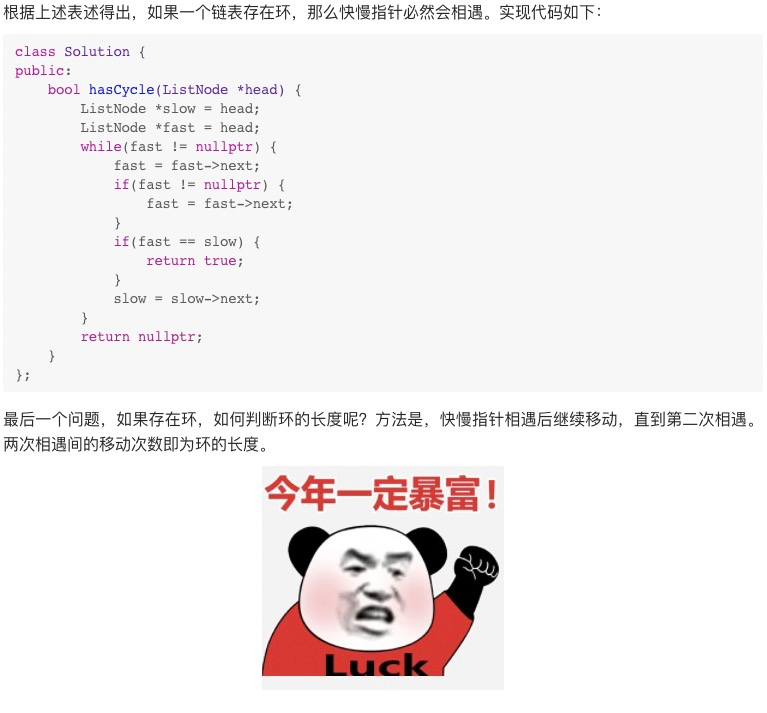 根据上述表述得出，如果一个链表存在环，那么快慢指针必然会相遇。实现代码如下：
class Solution {
public:
    bool hasCycle(ListNode *head) {
        ListNode *slow = head;
        ListNode *fast = head;
        while(fast != nullptr) {
            fast = fast->next;
            if(fast != nullptr) {
                fast = fast->next;
            }
            if(fast == slow) {
                return true;
            }
            slow = slow->next;
        }
        return nullptr;
    }
};
最后一个问题，如果存在环，如何判断环的长度呢？方法是，快慢指针相遇后继续移动，直到第二次相遇。
两次相遇间的移动次数即为环的长度。
今年一定暴富！
Luck